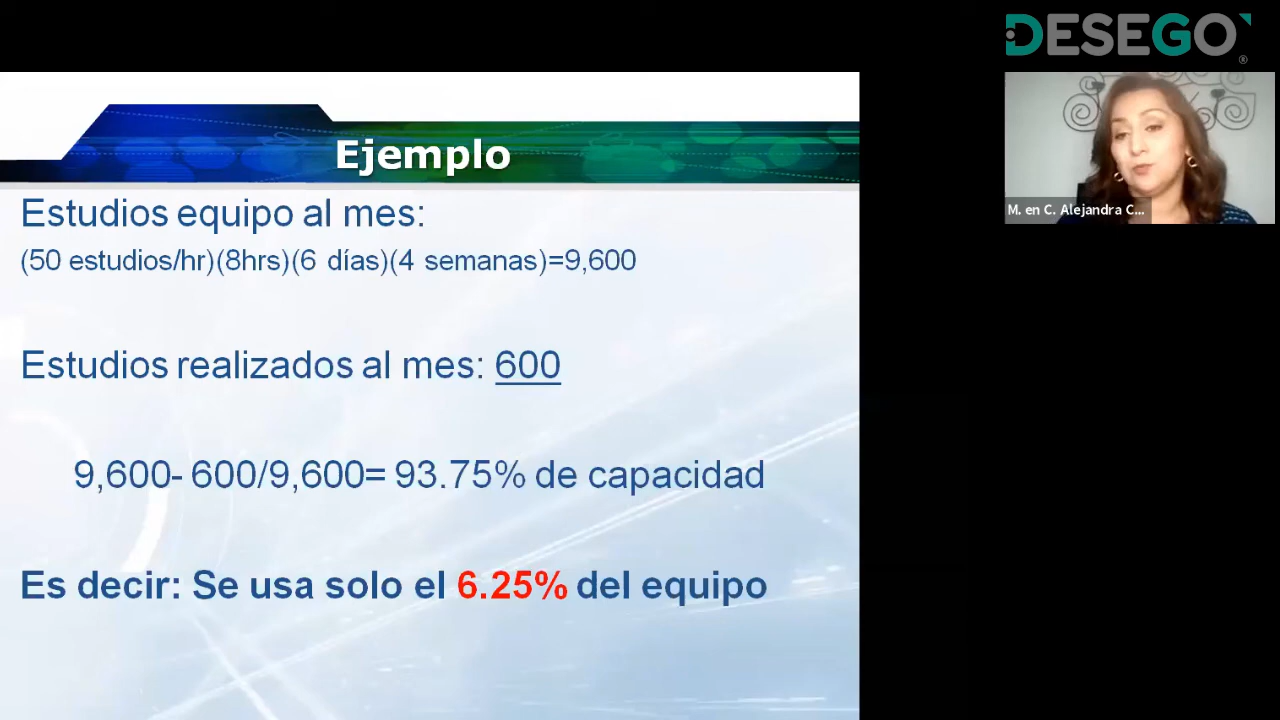 DESEGO
®
M. en C. Alejandra C...
Ejemplo
Estudios equipo al mes:
(50 estudios/hr)(8hrs)(6 días)(4 semanas)=9,600
Estudios realizados al mes: 600
9,600- 600/9,600= 93.75% de capacidad
Es decir: Se usa solo el 6.25% del equipo